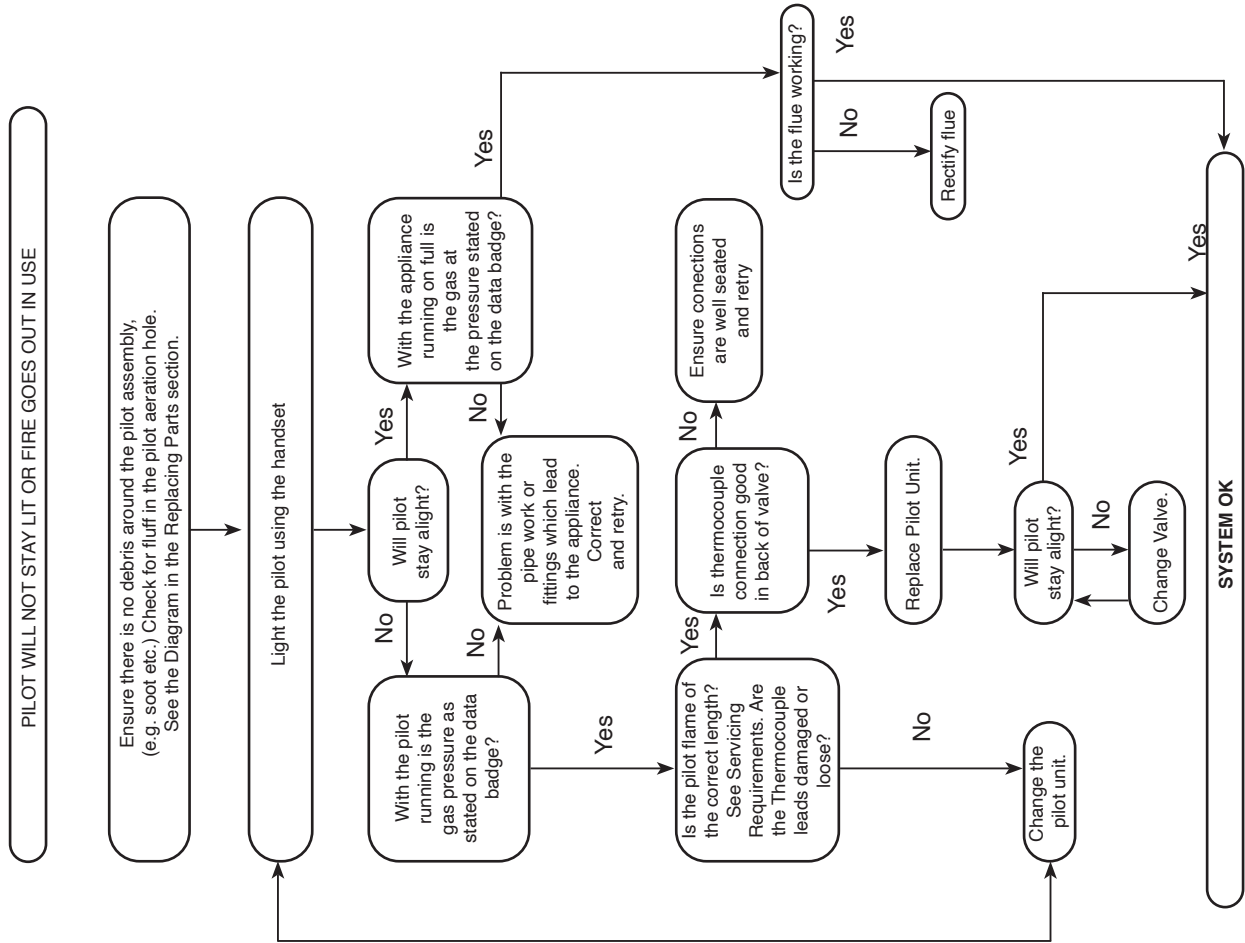 PILOT WILL NOT STAY LIT OR FIRE GOES OUT IN USE
Ensure there is no debris around the pilot assembly,
(e.g. soot etc.) Check for fluff in the pilot aeration hole.
See the Diagram in the Replacing Parts section.
Light the pilot using the handset
Will pilot
stay alight?
No
Yes
With the pilot
running is the
gas pressure as
stated on the data
badge?
With the appliance
running on full is
the gas at
the pressure stated
on the data badge?
No
No
Yes
Problem is with the
pipe work or
fittings which lead
to the appliance.
Correct
and retry.
Yes
Is the pilot flame of
the correct length?
See Servicing
Requirements. Are
the Thermocouple
leads damaged or
loose?
Yes
Is thermocouple
connection good
in back of valve?
No
Ensure conections
are well seated
and retry
Is the flue working?
No
Yes
Rectify flue
Yes
Replace Pilot Unit.
No
Change the
pilot unit.
Will pilot
stay alight?
Yes
No
Change Valve.
Yes
SYSTEM OK